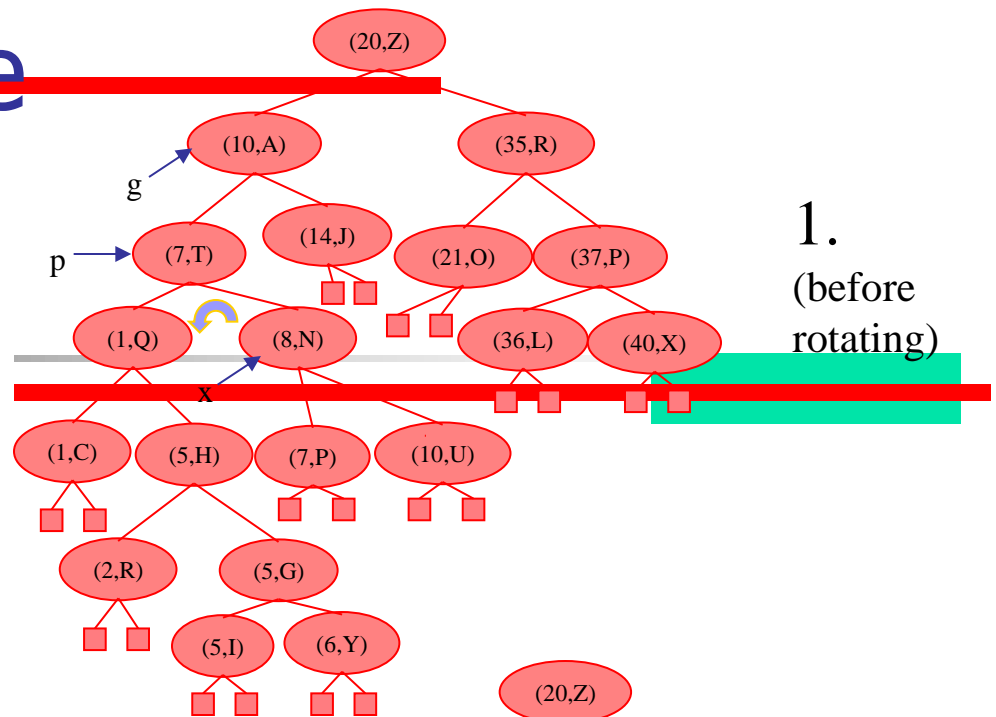 e
(20,Z)
(10,A) (35,R)
g
(7,T) (14,J) (21,O) (37,P)
p
1.
(before
rotating)
(1,Q) (8,N) (36,L) (40,X)
x
(1,C) (5,H) (7,P) (10,U)
(2,R) (5,G)
(5,I) (6,Y)
(20,Z)